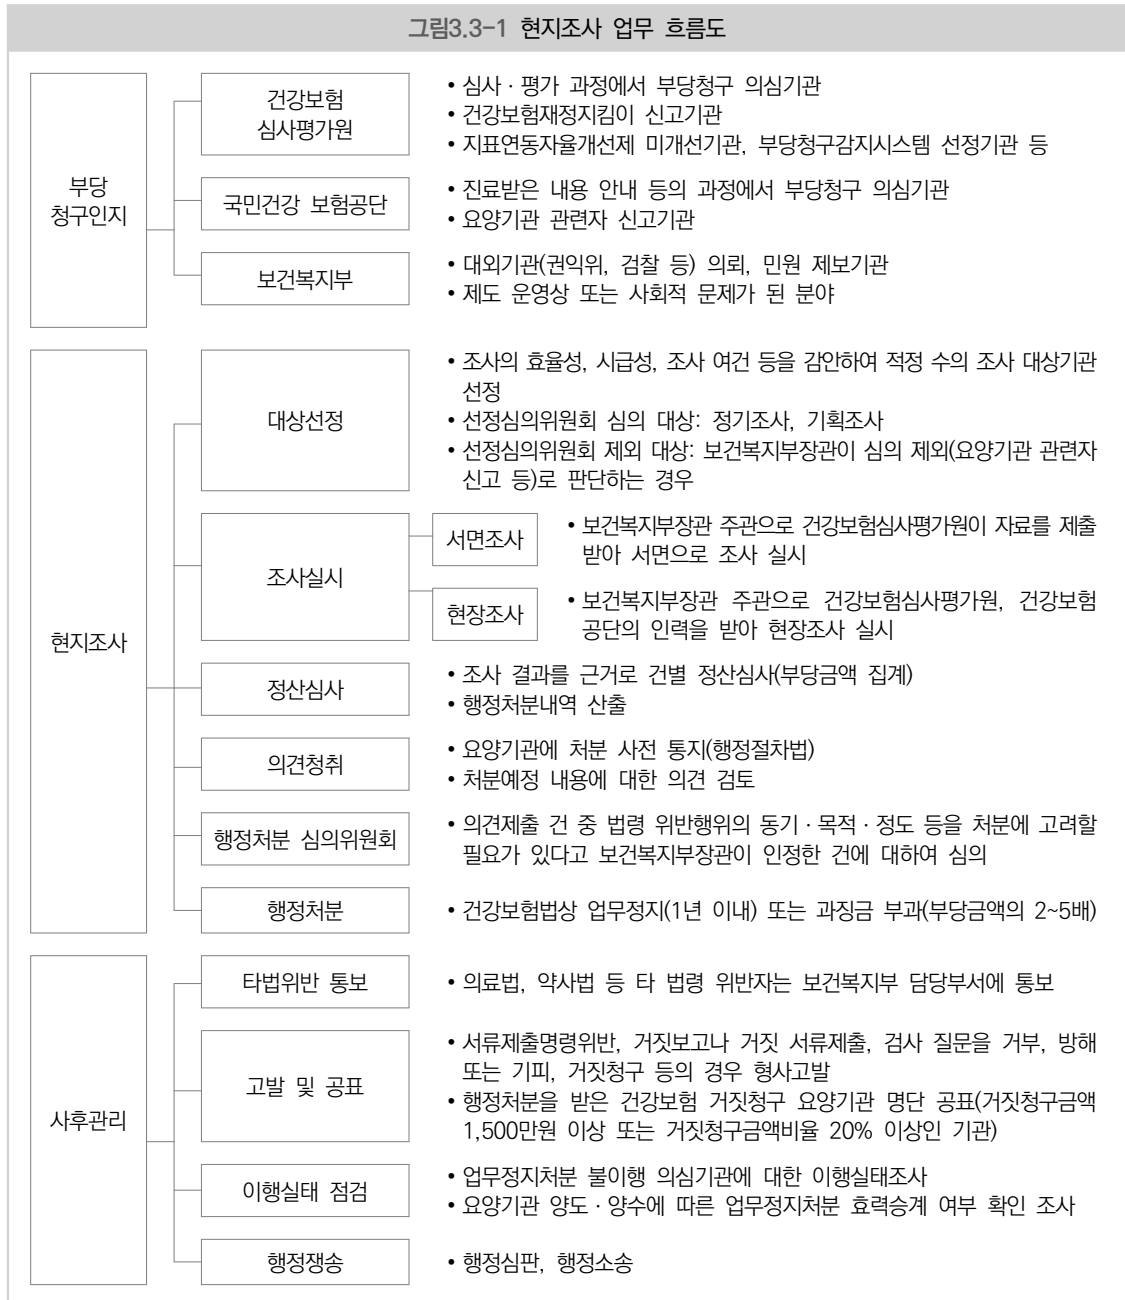 그림3.3-1 현지조사 업무 흐름도
부당
청구인지
건강보험
심사평가원
• 심사·평가 과정에서 부당청구 의심기관
• 건강보험재정지킴이 신고기관
• 지표연동자율개선제 미개선기관, 부당청구감지시스템 선정기관 등
국민건강 보험공단
• 진료받은 내용 안내 등의 과정에서 부당청구 의심기관
• 요양기관 관련자 신고기관
보건복지부
• 대외기관(권익위, 검찰 등) 의뢰, 민원 제보기관
• 제도 운영상 또는 사회적 문제가 된 분야
현지조사
대상선정
• 조사의 효율성, 시급성, 조사 여건 등을 감안하여 적정 수의 조사 대상기관
선정
• 선정심의위원회 심의 대상: 정기조사, 기획조사
• 선정심의위원회 제외 대상: 보건복지부장관이 심의 제외(요양기관 관련자
신고 등)로 판단하는 경우
조사실시
서면조사
• 보건복지부장관 주관으로 건강보험심사평가원이 자료를 제출
받아 서면으로 조사 실시
현장조사
• 보건복지부장관 주관으로 건강보험심사평가원, 건강보험
공단의 인력을 받아 현장조사 실시
정산심사
• 조사 결과를 근거로 건별 정산심사(부당금액 집계)
• 행정처분내역 산출
의견청취
• 요양기관에 처분 사전 통지(행정절차법)
• 처분예정 내용에 대한 의견 검토
행정처분 심의위원회
• 의견제출 건 중 법령 위반행위의 동기·목적·정도 등을 처분에 고려할
필요가 있다고 보건복지부장관이 인정한 건에 대하여 심의
행정처분
• 건강보험법상 업무정지(1년 이내) 또는 과징금 부과(부당금액의 2~5배)
사후관리
타법위반 통보
• 의료법, 약사법 등 타 법령 위반자는 보건복지부 담당부서에 통보
고발 및 공표
• 서류제출명령위반, 거짓보고나 거짓 서류제출, 검사 질문을 거부, 방해
또는 기피, 거짓청구 등의 경우 형사고발
• 행정처분을 받은 건강보험 거짓청구 요양기관 명단 공표(거짓청구금액
1,500만원 이상 또는 거짓청구금액비율 20% 이상인 기관)
이행실태 점검
• 업무정지처분 불이행 의심기관에 대한 이행실태조사
• 요양기관 양도·양수에 따른 업무정지처분 효력승계 여부 확인 조사
행정쟁송
• 행정심판, 행정소송